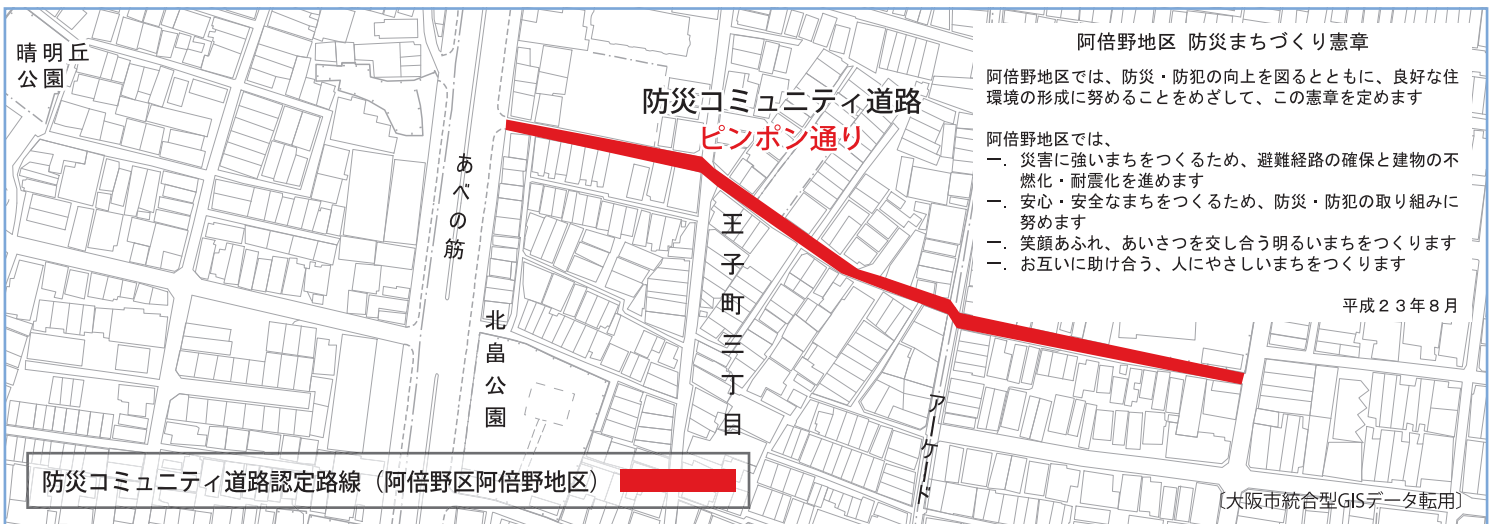 晴明丘
公園
あべの筋
防災コミュニティ道路
ピンポン通り
王子町三丁目
北畠公園
アーケード
阿倍野地区 防災まちづくり憲章
阿倍野地区では、防災・防犯の向上を図るとともに、良好な住
環境の形成に努めることをめざして、この憲章を定めます
阿倍野地区では、
一．災害に強いまちをつくるため、避難経路の確保と建物の不
燃化・耐震化を進めます
一．安心・安全なまちをつくるため、防災・防犯の取り組みに
努めます
一．笑顔あふれ、あいさつを交し合う明るいまちをつくります
一．お互いに助け合う、人にやさしいまちをつくります
平成２３年８月
防災コミュニティ道路認定路線（阿倍野区阿倍野地区）
〔大阪市統合型GISデータ転用〕